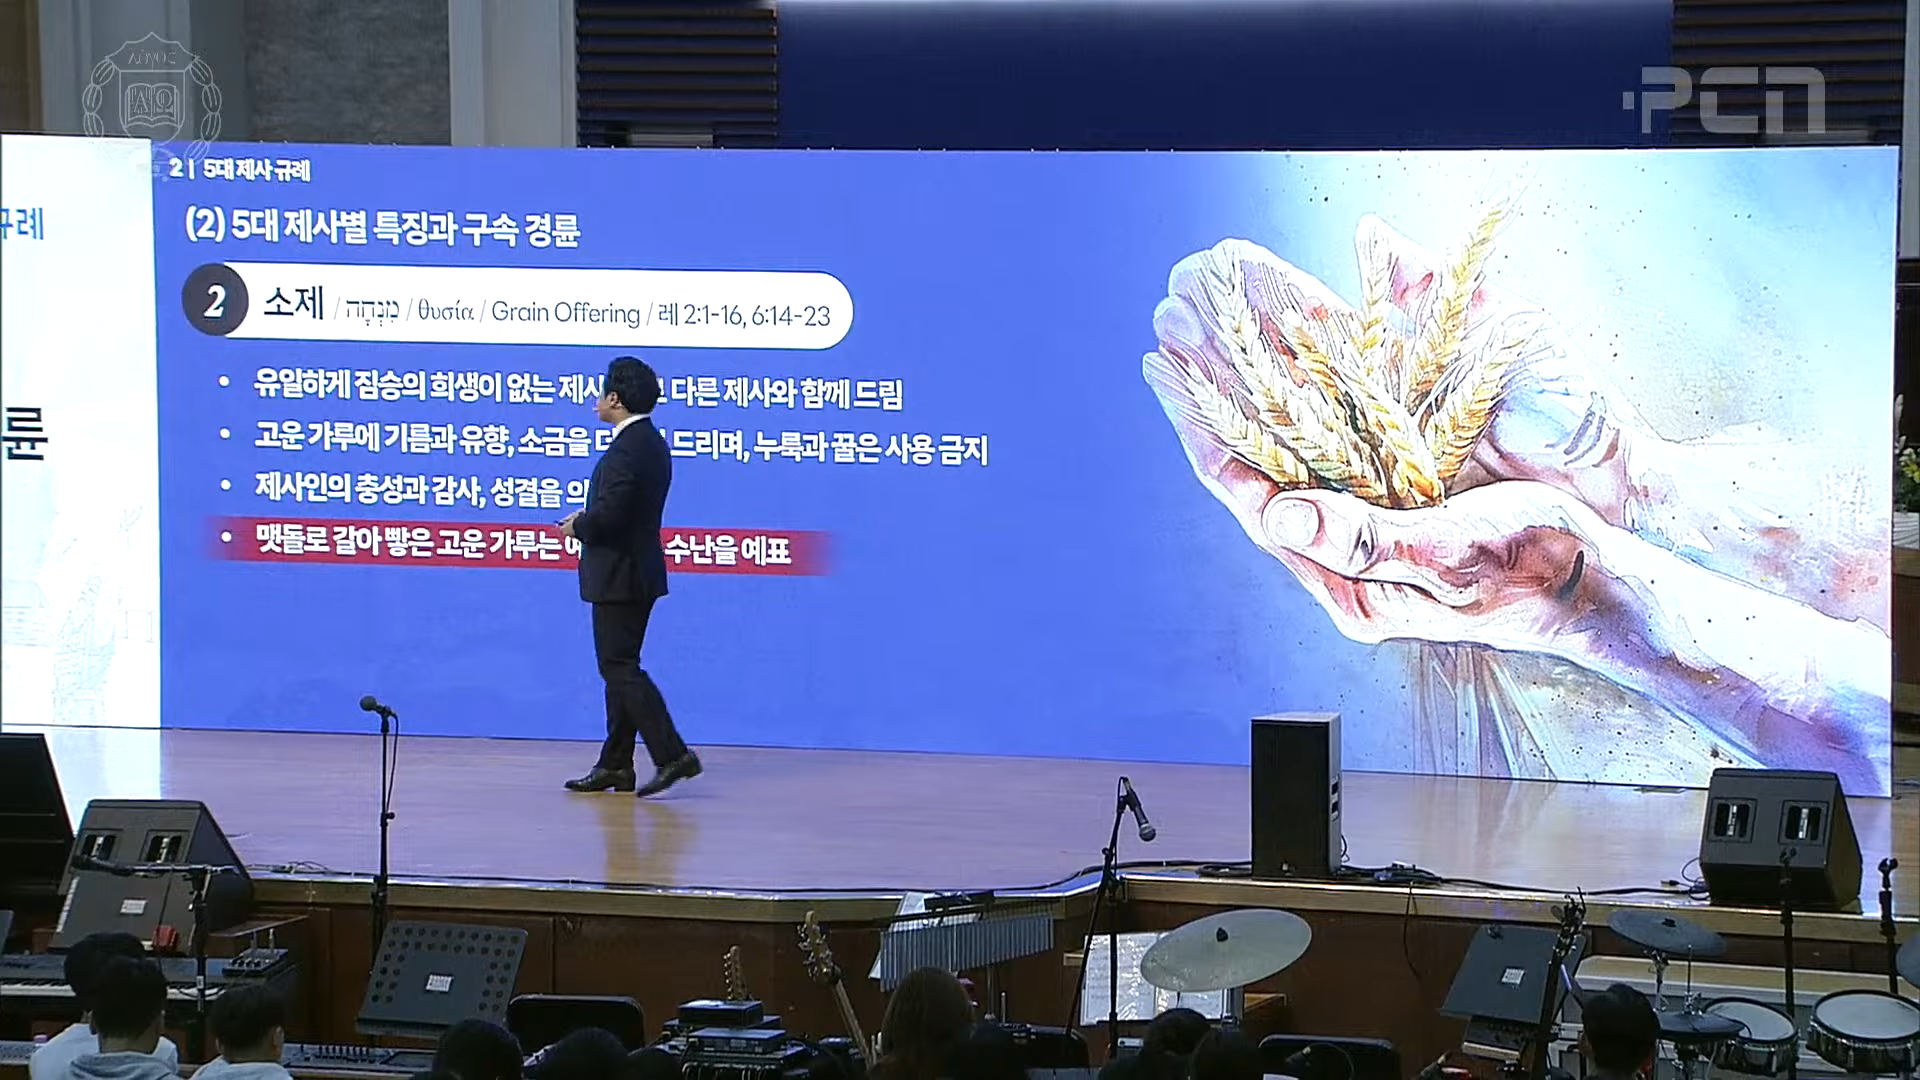 λόγος
Α Ω
PCN
규례
륜
2 | 5대 제사 규례
(2) 5대 제사별 특징과 구속 경륜
2 소제 / מִנְחָה / θυσία / Grain Offering / 레 2:1-16, 6:14-23
• 유일하게 짐승의 희생이 없는 제사 다른 제사와 함께 드림
• 고운 가루에 기름과 유향, 소금을 드리며, 누룩과 꿀은 사용 금지
• 제사인의 충성과 감사, 성결을
• 맷돌로 갈아 빻은 고운 가루는 수난을 예표